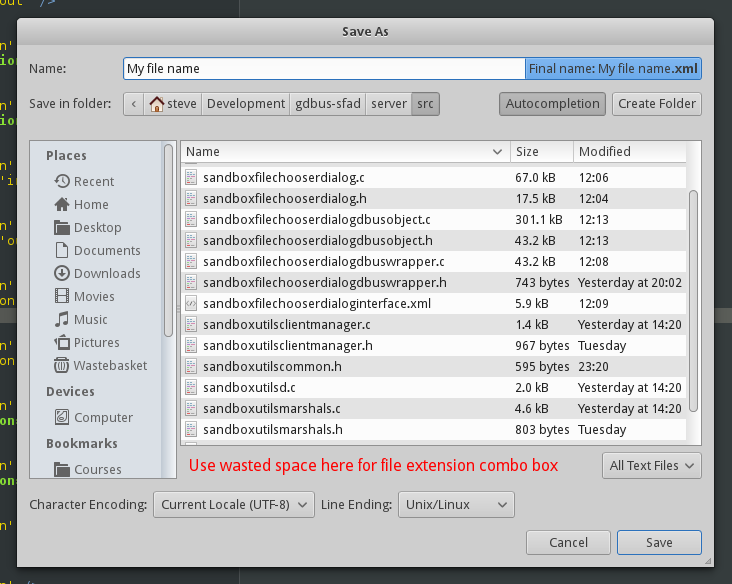 out" />
Save As
Name: My file name Final name: My file name.xml
Save in folder: < steve Development gdbus-sfad server src Autocompletion Create Folder
Places
Recent
Home
Desktop
Documents
Downloads
Movies
Music
Pictures
Wastebasket
Devices
Computer
Bookmarks
Courses
Name Size Modified
sandboxfilechooserdialog.c 67.0 kB 12:06
sandboxfilechooserdialog.h 17.5 kB 12:04
sandboxfilechooserdialogdbusobject.c 301.1 kB 12:13
sandboxfilechooserdialogdbusobject.h 43.2 kB 12:13
sandboxfilechooserdialogdbuswrapper.c 43.2 kB 12:08
sandboxfilechooserdialogdbuswrapper.h 743 bytes Yesterday at 20:02
sandboxfilechooserdialoginterface.xml 5.9 kB 12:09
sandboxutilsclientmanager.c 1.4 kB Yesterday at 14:20
sandboxutilsclientmanager.h 967 bytes Tuesday
sandboxutilscommon.h 595 bytes 23:20
sandboxutilsd.c 2.0 kB Yesterday at 14:20
sandboxutilsmarshals.c 4.6 kB Yesterday at 14:20
sandboxutilsmarshals.h 803 bytes Tuesday
Use wasted space here for file extension combo box All Text Files
Character Encoding: Current Locale (UTF-8) Line Ending: Unix/Linux
Cancel Save